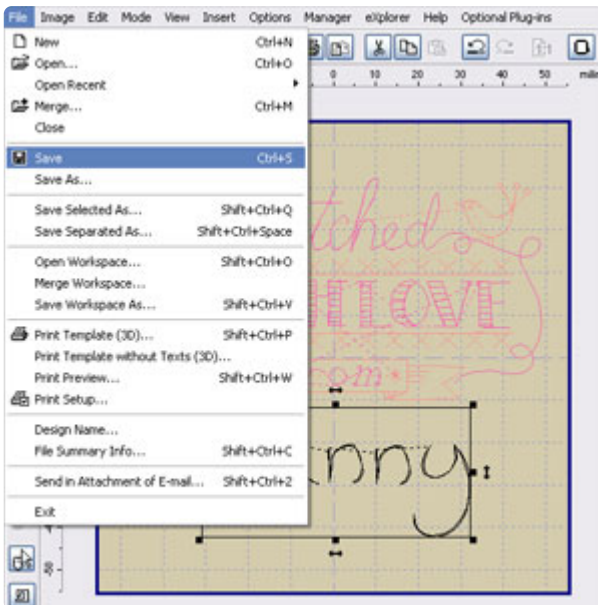 File Image Edit Mode View Insert Options Manager eXplorer Help Optional Plug-ins
New Ctrl+N
Open... Ctrl+O
Open Recent
Merge... Ctrl+M
Close
Save Ctrl+S
Save As...
Save Selected As... Shift+Ctrl+Q
Save Separated As... Shift+Ctrl+Space
Open Workspace... Shift+Ctrl+O
Merge Workspace...
Save Workspace As... Shift+Ctrl+V
Print Template (3D)... Shift+Ctrl+P
Print Template without Texts (3D)...
Print Preview... Shift+Ctrl+W
Print Setup...
Design Name...
File Summary Info... Shift+Ctrl+C
Send in Attachment of E-mail... Shift+Ctrl+2
Exit
0 10 20 30 40 50 mili
tched
H LOVE
om*
nny
50